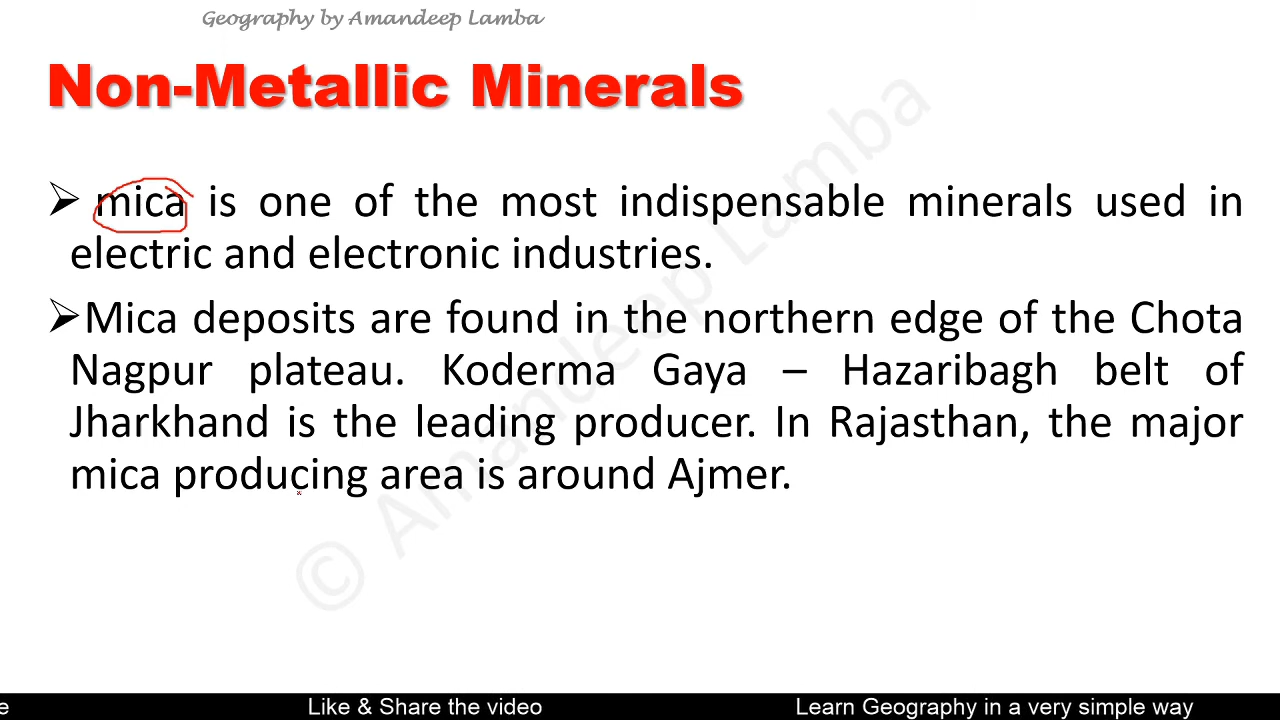 Geography by Amandeep Lamba
Non-Metallic Minerals
➢ mica is one of the most indispensable minerals used in
electric and electronic industries.
➢Mica deposits are found in the northern edge of the Chota
Nagpur plateau. Koderma Gaya – Hazaribagh belt of
Jharkhand is the leading producer. In Rajasthan, the major
mica producing area is around Ajmer.
© Amandeep Lamba
e Like & Share the video Learn Geography in a very simple way